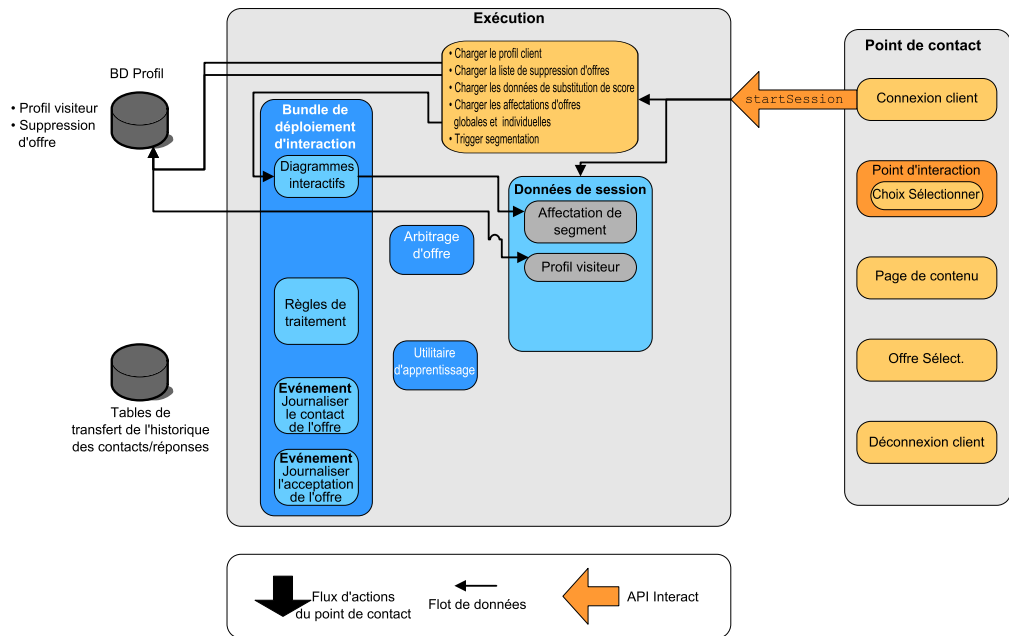 Exécution
• Charger le profil client
• Charger la liste de suppression d'offres
• Charger les données de substitution de score
• Charger les affectations d'offres
globales et individuelles
• Trigger segmentation
BD Profil
• Profil visiteur
• Suppression
d'offre
Bundle de
déploiement
d'interaction
Diagrammes
interactifs
Règles de
traitement
Evénement
Journaliser
le contact
de l'offre
Evénement
Journaliser
l'acceptation
de l'offre
Arbitrage
d'offre
Utilitaire
d'apprentissage
Données de session
Affectation de
segment
Profil visiteur
startSession
Point de contact
Connexion client
Point d'interaction
Choix Sélectionner
Page de contenu
Offre Sélect.
Déconnexion client
Tables de
transfert de l'historique
des contacts/réponses
Flux d'actions
du point de contact
Flot de données
API Interact